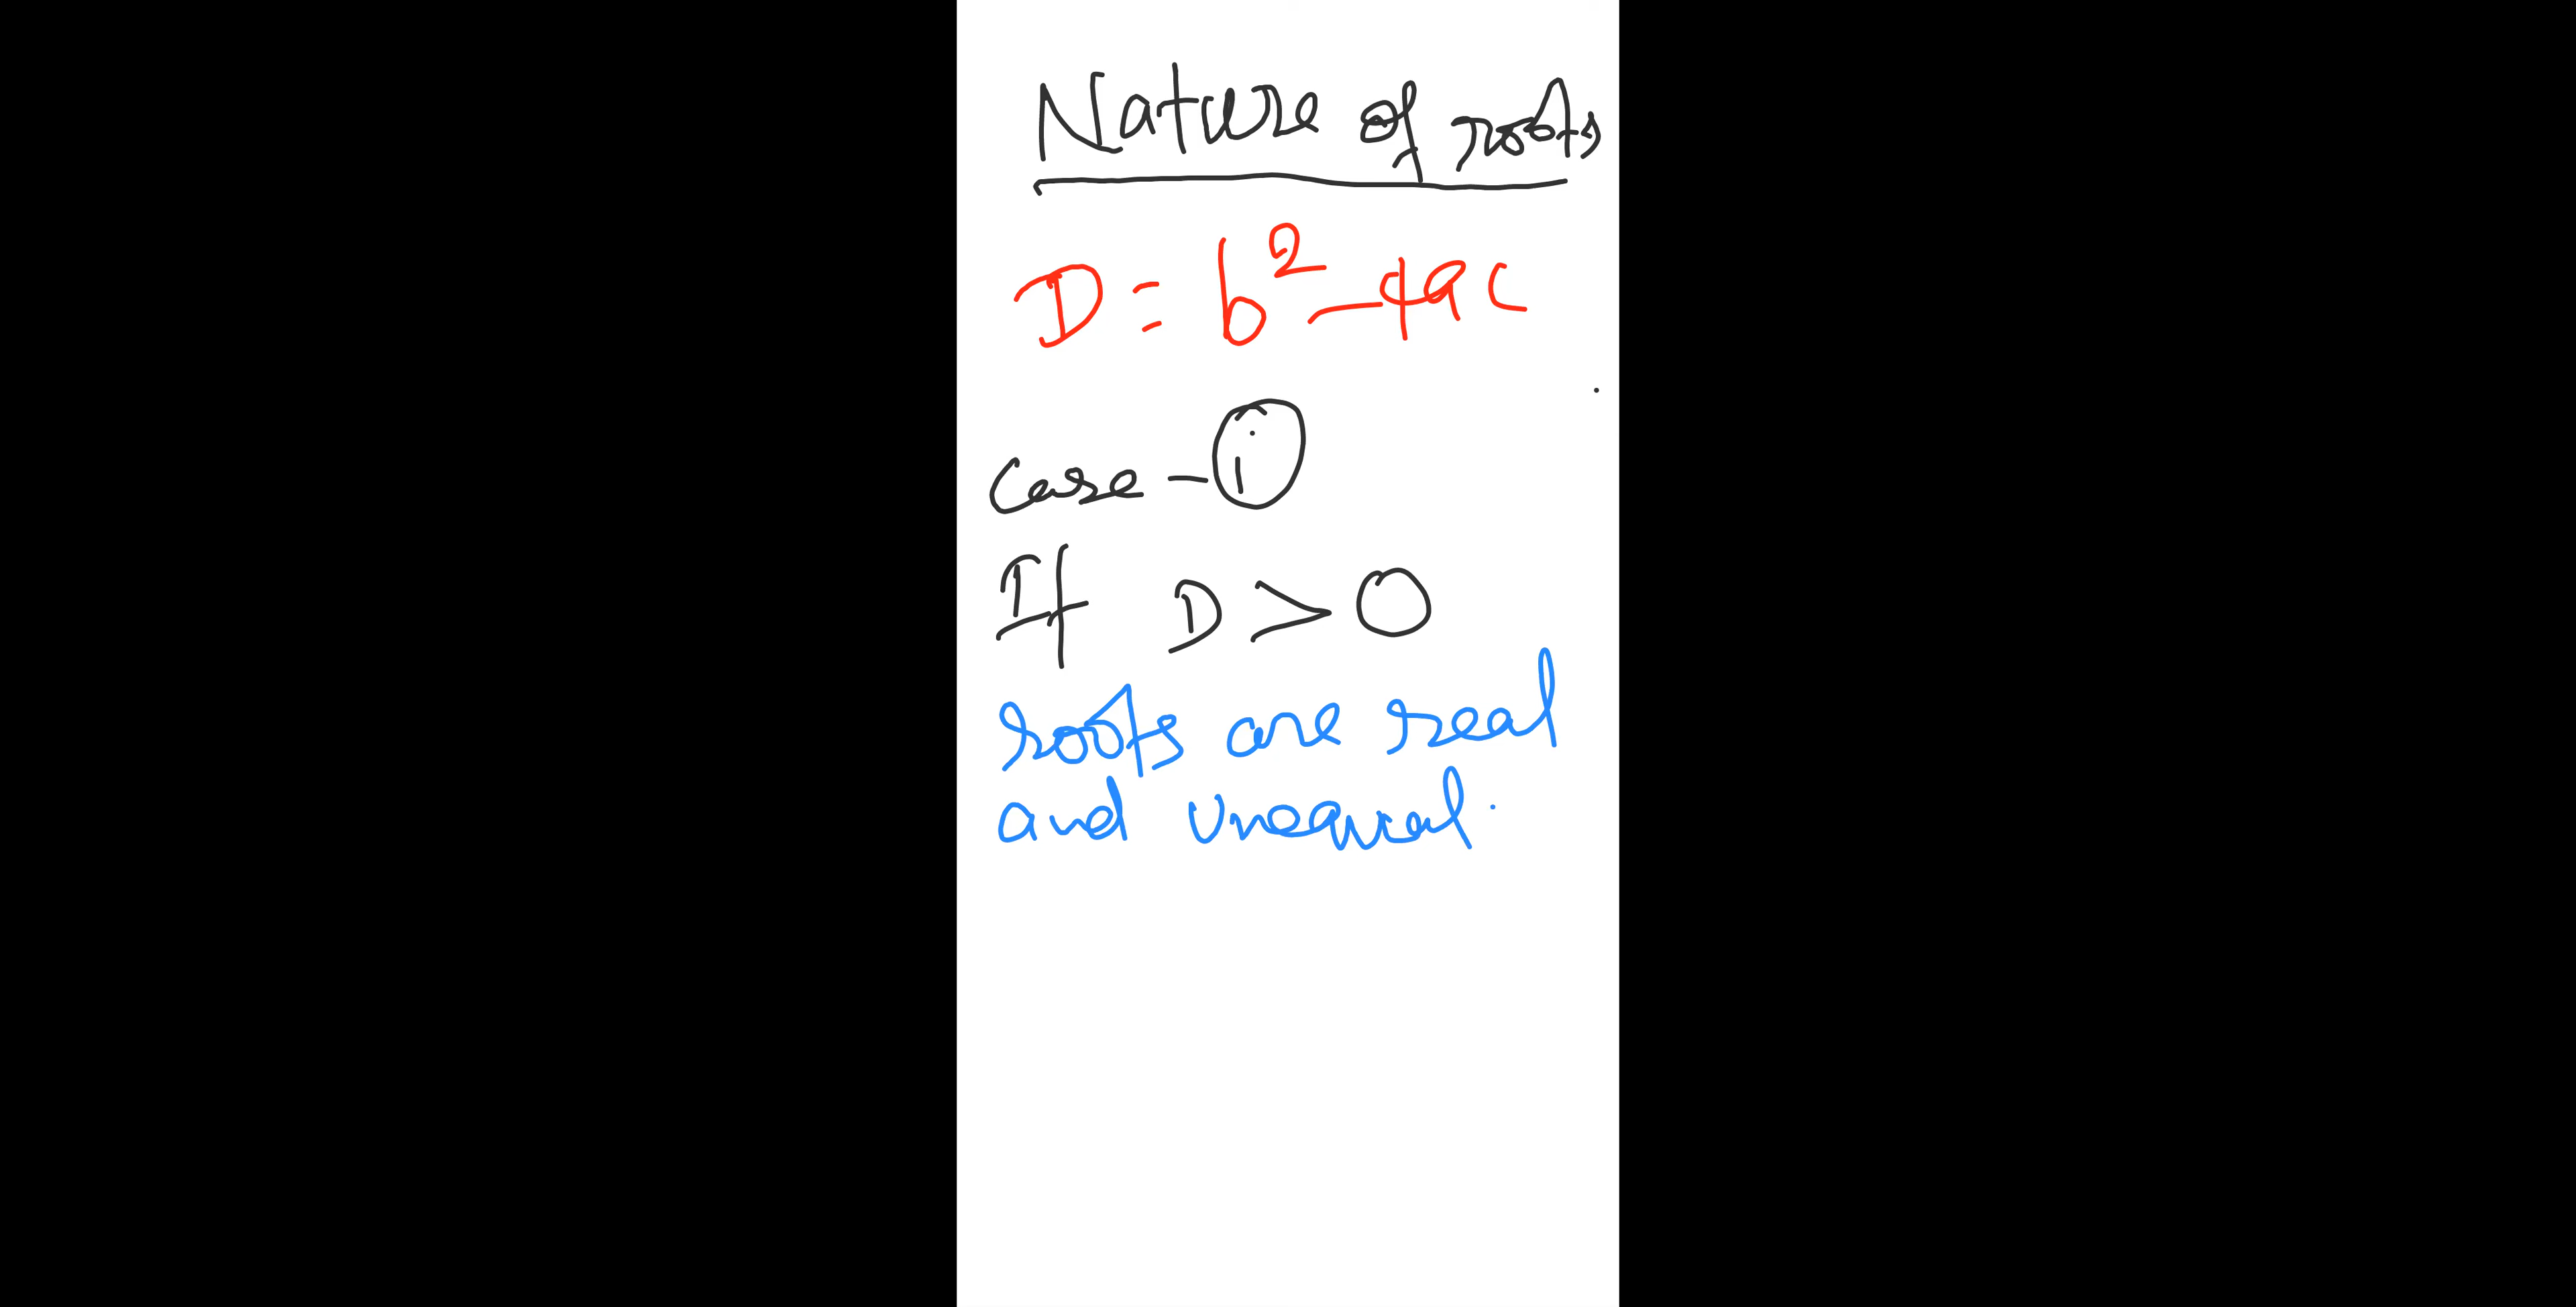 Nature of roots
D = b² - 4ac
Case - i
If D > 0
roots are real
and unequal.